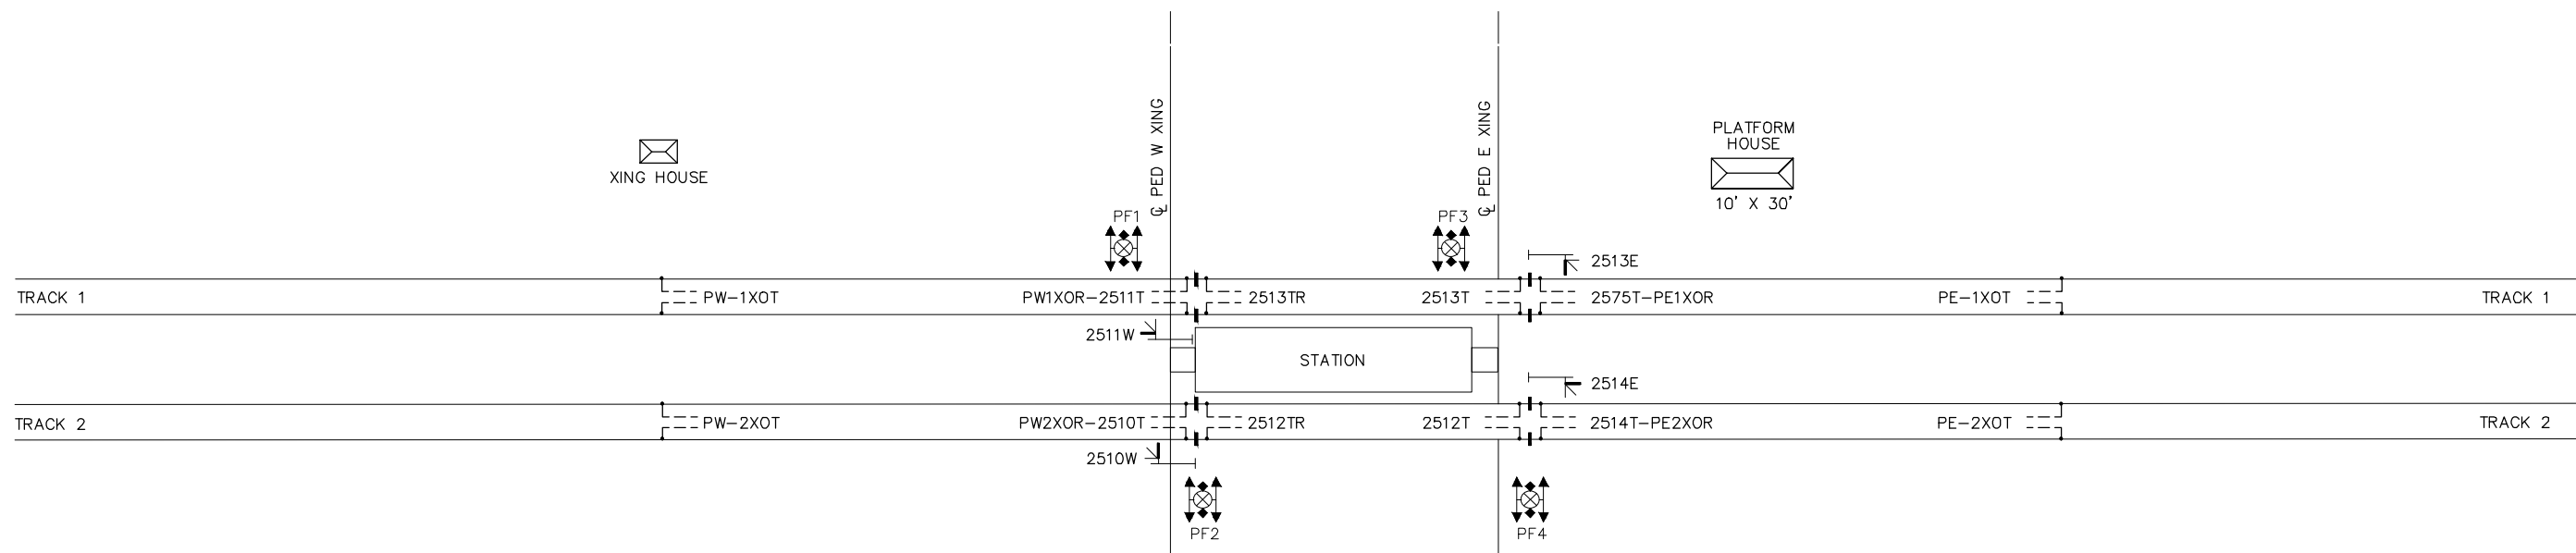 ℄ PED W XING
℄ PED E XING
PLATFORM
HOUSE
10' X 30'
XING HOUSE
PF1
PF3
2513E
TRACK 1
PW-1XOT
PW1XOR-2511T
2513TR
2513T
2575T-PE1XOR
PE-1XOT
TRACK 1
2511W
STATION
2514E
TRACK 2
PW-2XOT
PW2XOR-2510T
2512TR
2512T
2514T-PE2XOR
PE-2XOT
TRACK 2
2510W
PF2
PF4